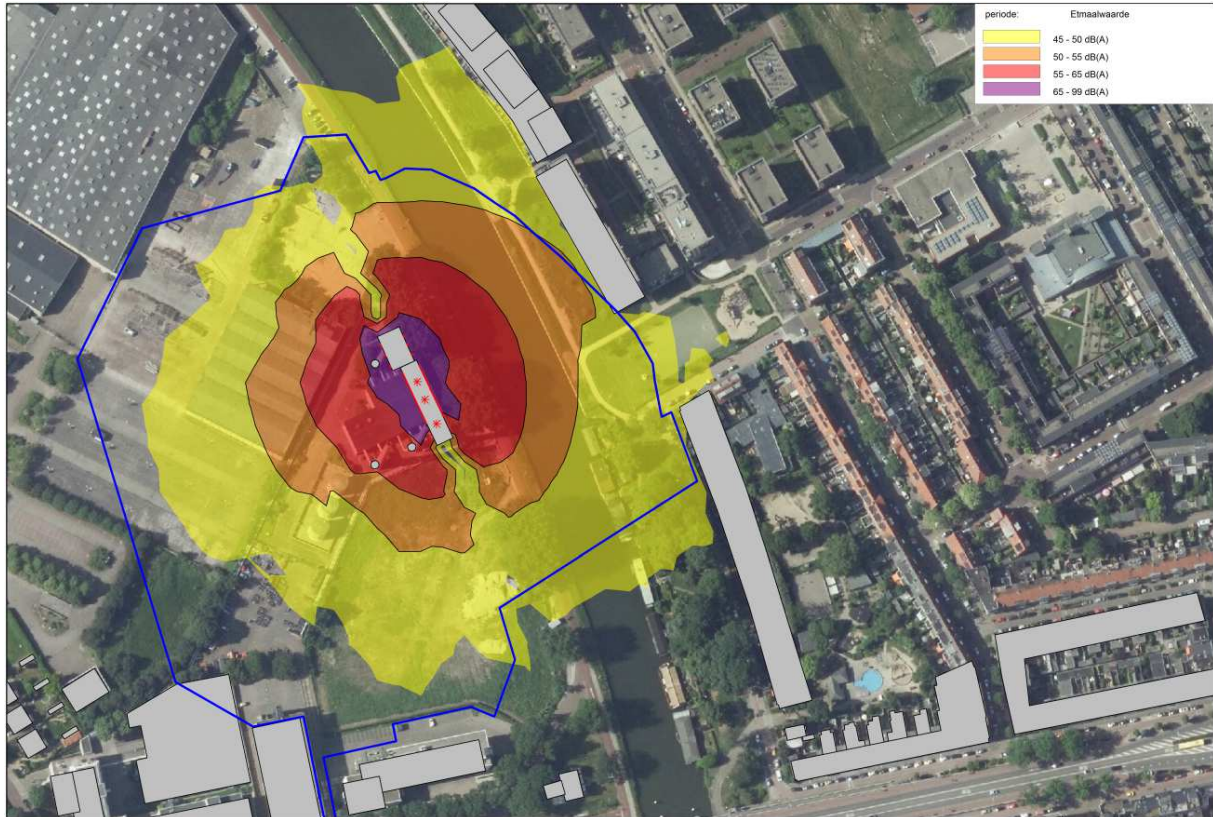 periode: Etmaalwaarde
45 - 50 dB(A)
50 - 55 dB(A)
55 - 65 dB(A)
65 - 99 dB(A)